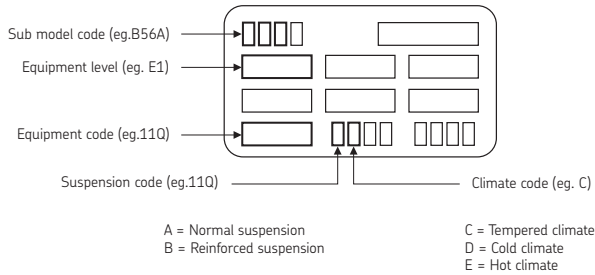 Sub model code (eg.B56A)
Equipment level (eg. E1)
Equipment code (eg.11Q)
Suspension code (eg.11Q)
Climate code (eg. C)
A = Normal suspension
B = Reinforced suspension
C = Tempered climate
D = Cold climate
E = Hot climate